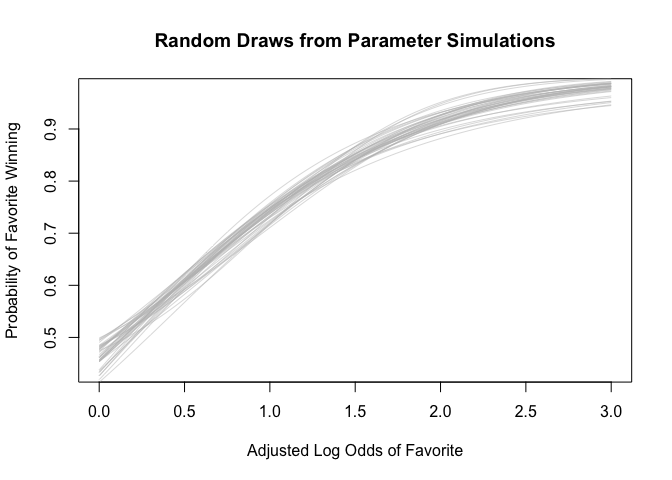 Random Draws from Parameter Simulations
Probability of Favorite Winning
0.9
0.8
0.7
0.6
0.5
0.0 0.5 1.0 1.5 2.0 2.5 3.0
Adjusted Log Odds of Favorite